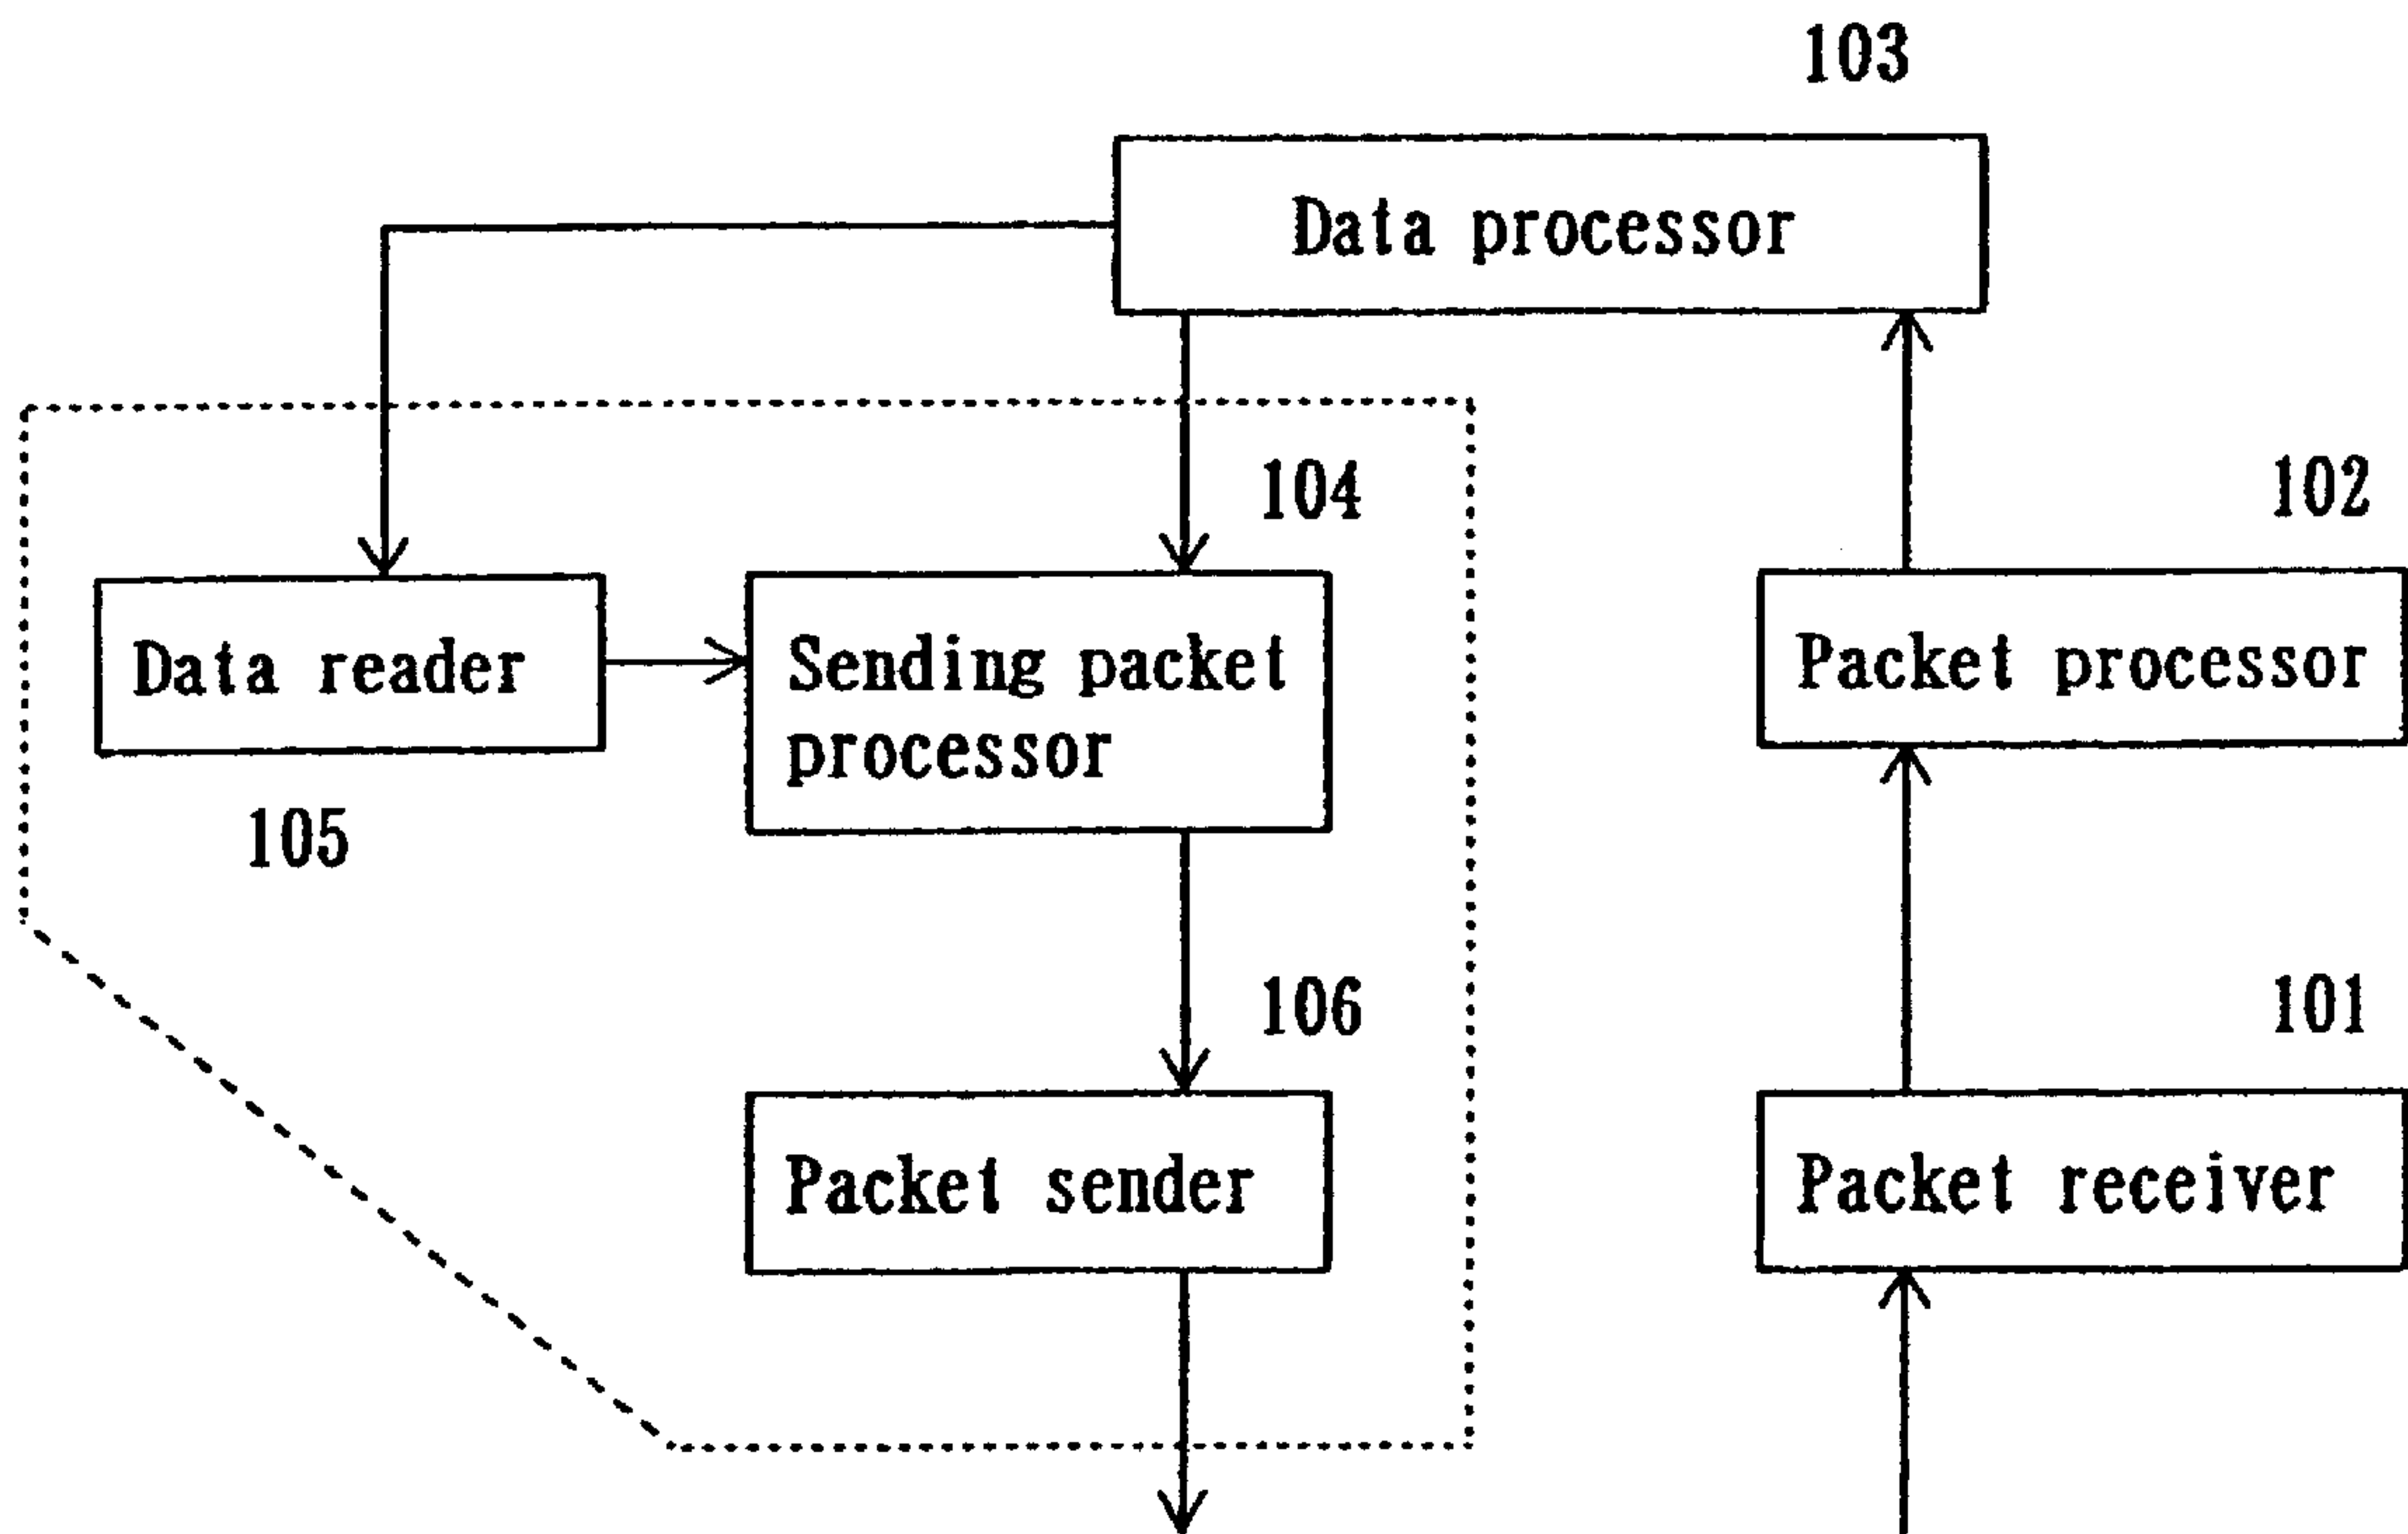 103
Data processor
104
102
Data reader
Sending packet
processor
Packet processor
105
106
101
Packet sender
Packet receiver